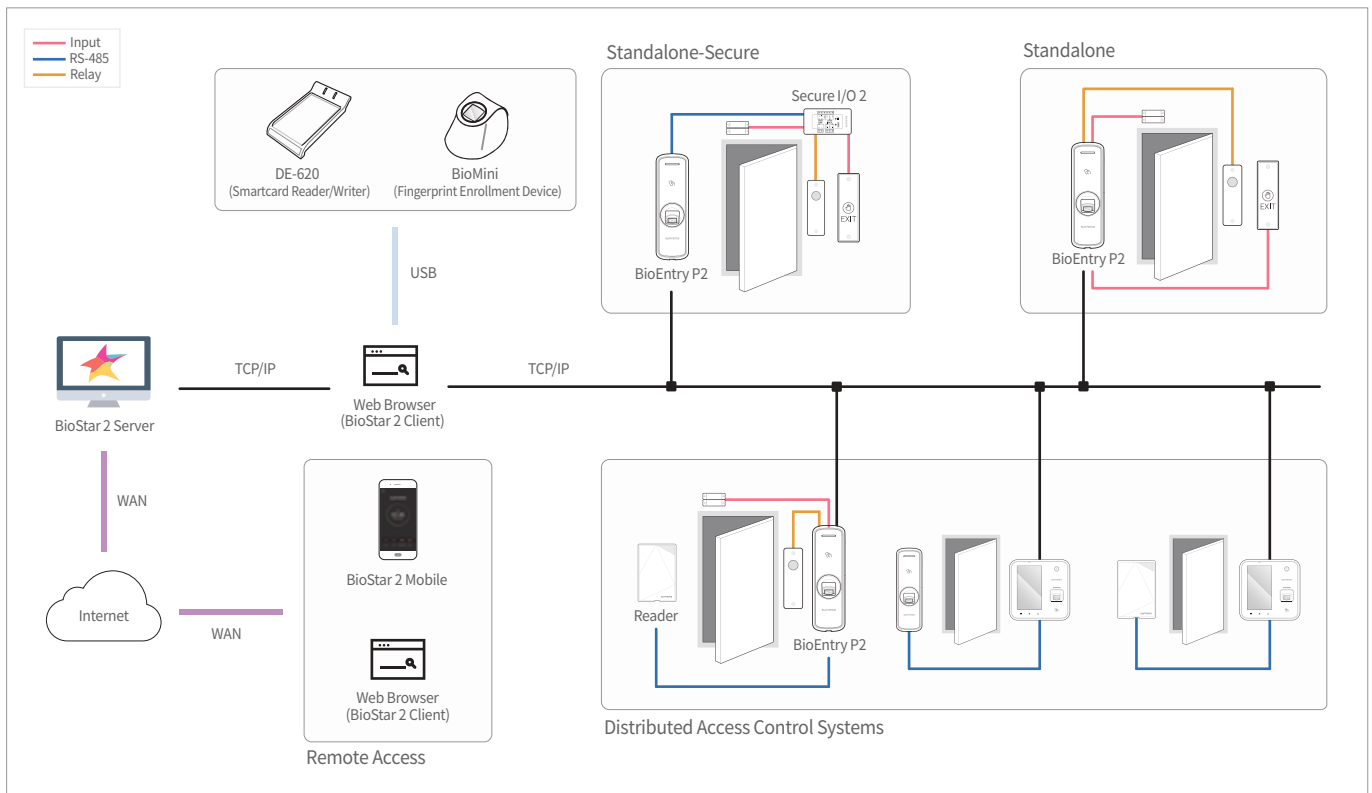 Input
RS-485
Relay
DE-620
(Smartcard Reader/Writer)
BioMini
(Fingerprint Enrollment Device)
USB
Standalone-Secure
Secure I/O 2
EXIT
BioEntry P2
Standalone
EXIT
BioEntry P2
BioStar 2 Server
TCP/IP
Web Browser
(BioStar 2 Client)
TCP/IP
WAN
Internet
WAN
BioStar 2 Mobile
Web Browser
(BioStar 2 Client)
Remote Access
Reader
BioEntry P2
Distributed Access Control Systems